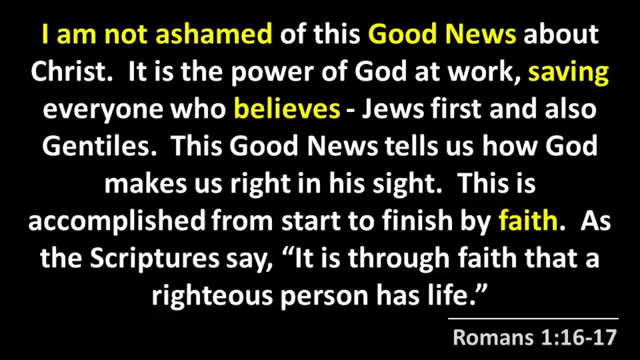 I am not ashamed of this Good News about
Christ.  It is the power of God at work, saving
everyone who believes - Jews first and also
Gentiles.  This Good News tells us how God
makes us right in his sight.  This is
accomplished from start to finish by faith.  As
the Scriptures say, “It is through faith that a
righteous person has life.”
Romans 1:16-17